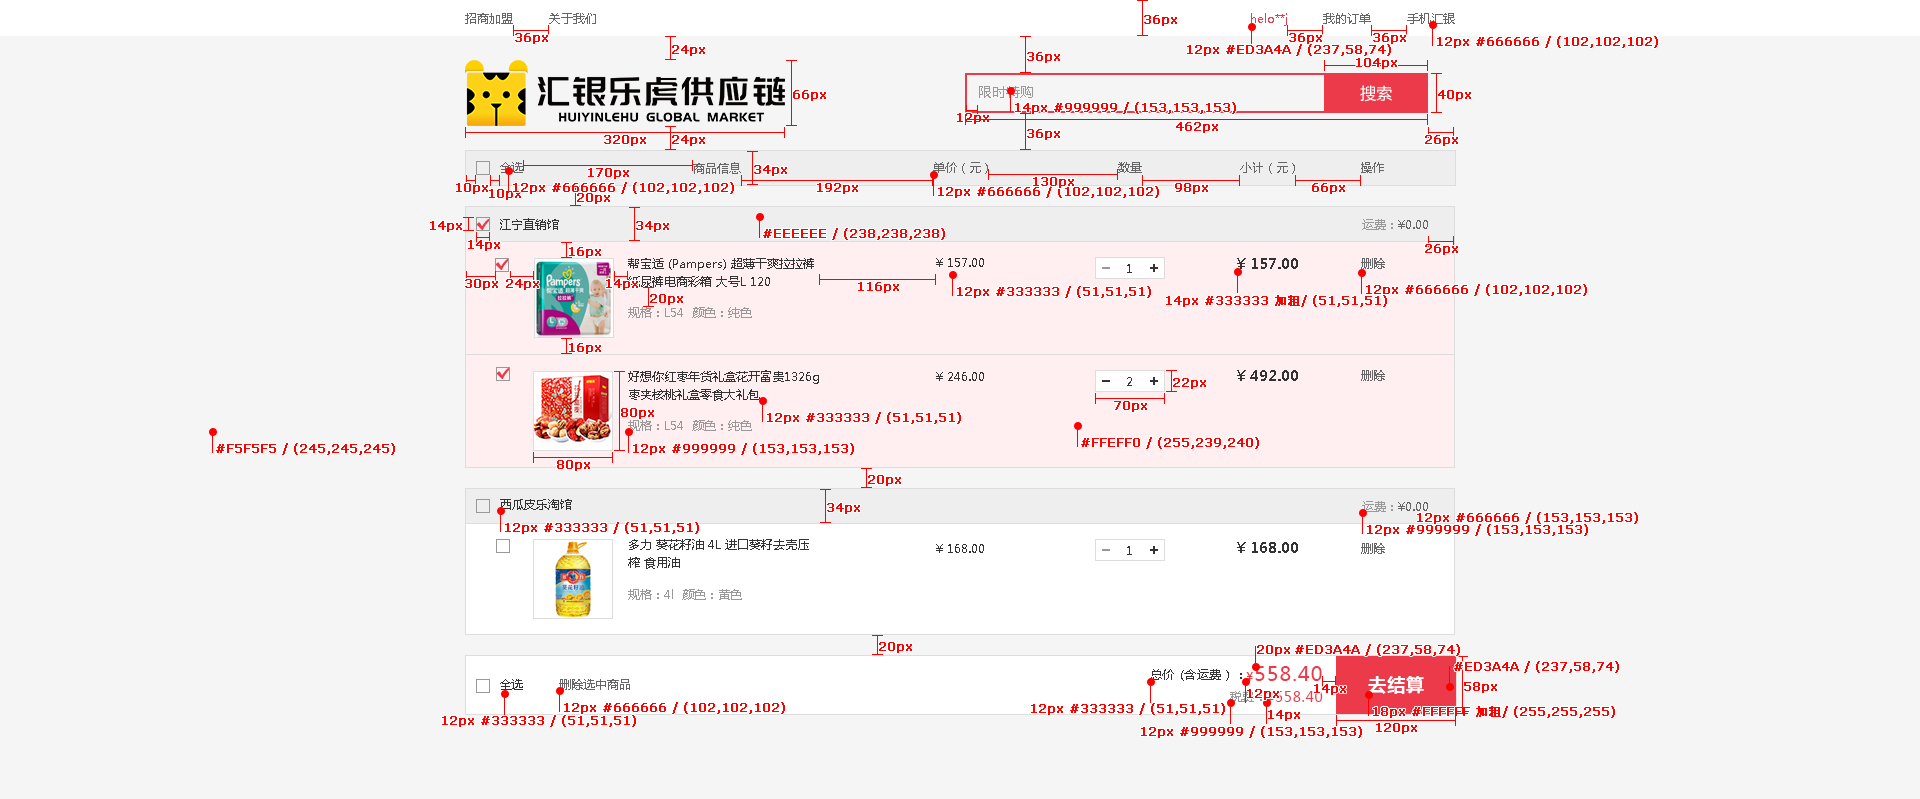 招商加盟 关于我们 helo**j 我的订单 手机汇银
36px 36px 36px 36px
12px #ED3A4A / (237,58,74) 12px #666666 / (102,102,102)
24px 36px 104px
汇银乐虎供应链 66px 限时特购 搜索 40px
HUIYINLEHU GLOBAL MARKET 12px 14px #999999 / (153,153,153)
320px 24px 36px 462px 26px
全选 商品信息 单价（元） 数量 小计（元） 操作
170px 34px 130px
10px 10px 12px #666666 / (102,102,102) 192px 12px #666666 / (102,102,102) 98px 66px
20px
14px 江宁直销馆 34px #EEEEEE / (238,238,238) 运费：¥0.00
14px 16px 26px
帮宝适 (Pampers) 超薄干爽拉拉裤 ¥ 157.00 − 1 + ¥ 157.00 删除
纸尿裤电商彩箱 大号L 120
30px 24px Pampers 14px 116px
20px 12px #333333 / (51,51,51) 14px #333333 加粗/ (51,51,51) 12px #666666 / (102,102,102)
规格：L54 颜色：纯色
16px
好想你红枣年货礼盒花开富贵1326g ¥ 246.00 − 2 + 22px ¥ 492.00 删除
枣夹核桃礼盒零食大礼包
70px
80px 12px #333333 / (51,51,51)
规格：L54 颜色：纯色
#F5F5F5 / (245,245,245) 12px #999999 / (153,153,153) #FFEFF0 / (255,239,240)
80px
20px
西瓜皮乐淘馆 34px 运费：¥0.00
12px #666666 / (153,153,153)
12px #333333 / (51,51,51) 12px #999999 / (153,153,153)
多力 葵花籽油 4L 进口葵籽去壳压 ¥ 168.00 − 1 + ¥ 168.00 删除
榨 食用油
规格：4l 颜色：黄色
20px 20px #ED3A4A / (237,58,74)
总价 (含运费）：¥558.40 #ED3A4A / (237,58,74)
全选 删除选中商品 14px 去结算 58px
12px 558.40
12px #666666 / (102,102,102) 12px #333333 / (51,51,51) 14px 18px #FFFFFF 加粗/ (255,255,255)
12px #333333 / (51,51,51) 12px #999999 / (153,153,153) 120px